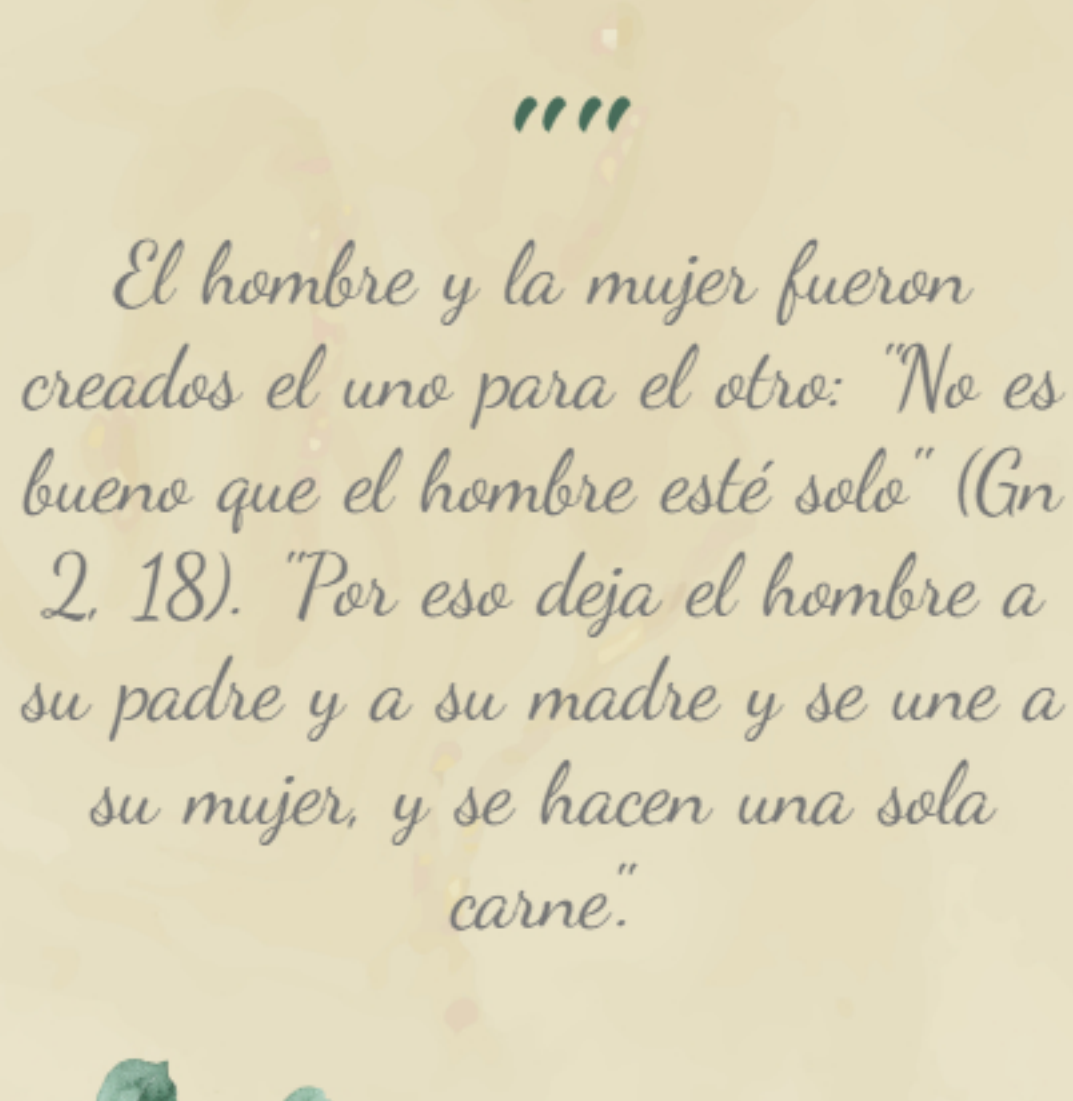 ""
El hombre y la mujer fueron
creados el uno para el otro: "No es
bueno que el hombre esté solo" (Gn
2, 18). "Por eso deja el hombre a
su padre y a su madre y se une a
su mujer, y se hacen una sola
carne".